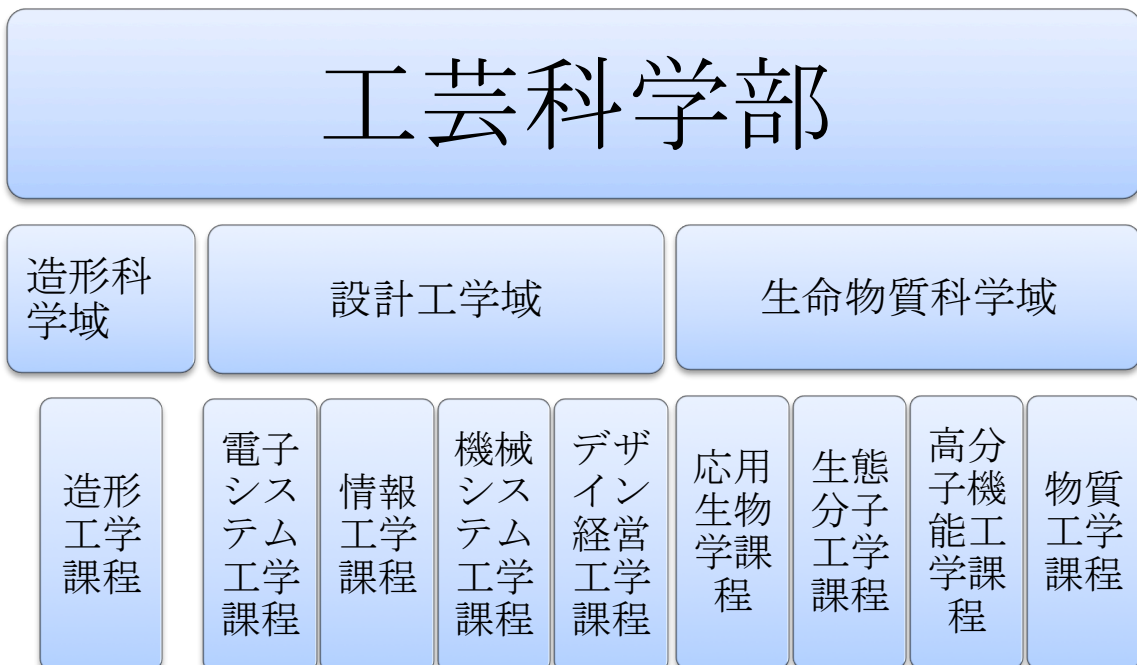 工芸科学部
造形科
学域
設計工学域
生命物質科学域
造形
工学
課程
電子
シス
テム
工学
課程
情報
工学
課程
機械
シス
テム
工学
課程
デザ
イン
経営
工学
課程
応用
生物
学課
程
生態
分子
工学
課程
高分
子機
能工
学課
程
物質
工学
課程